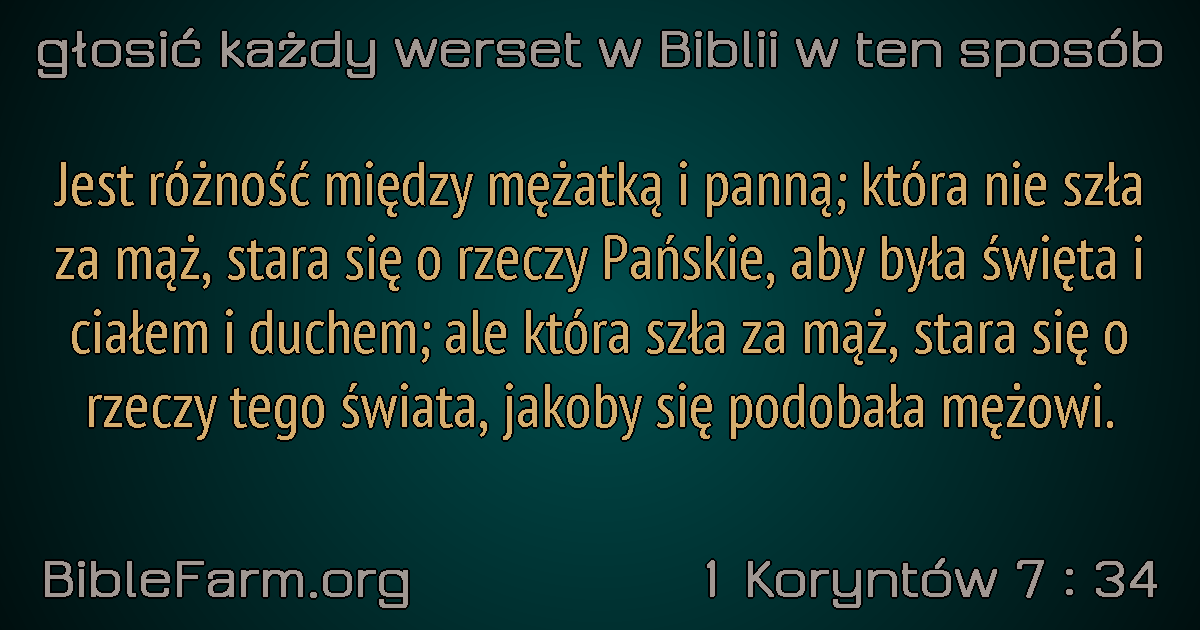 głosić każdy werset w Biblii w ten sposób
Jest różność między mężatką i panną; która nie szła
za mąż, stara się o rzeczy Pańskie, aby była święta i
ciałem i duchem; ale która szła za mąż, stara się o
rzeczy tego świata, jakoby się podobała mężowi.
BibleFarm.org
1 Koryntów 7 : 34